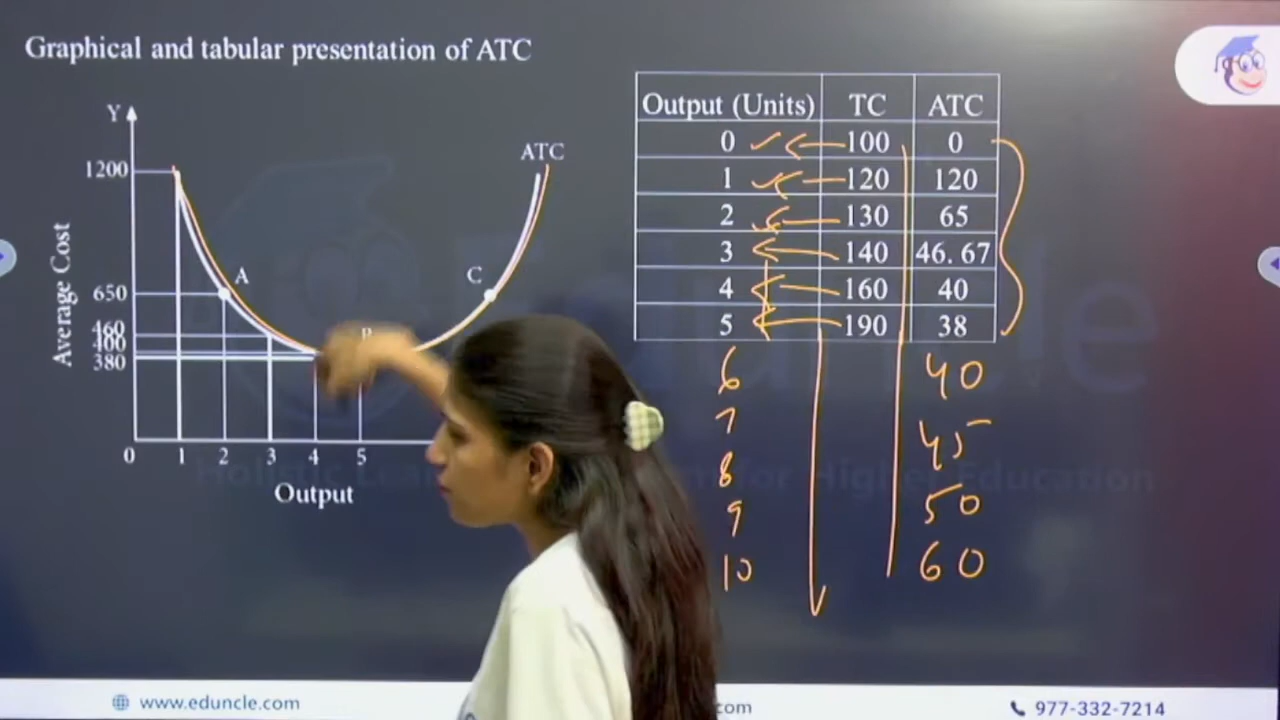 Graphical and tabular presentation of ATC
Y
1200
650
460
400
380
Average Cost
A
B
C
ATC
0 1 2 3 4 5
Output
Output (Units) TC ATC
0 100 0
1 120 120
2 130 65
3 140 46.67
4 160 40
5 190 38
6 40
7 45
8 50
9 60
10
www.eduncle.com
.com
977-332-7214